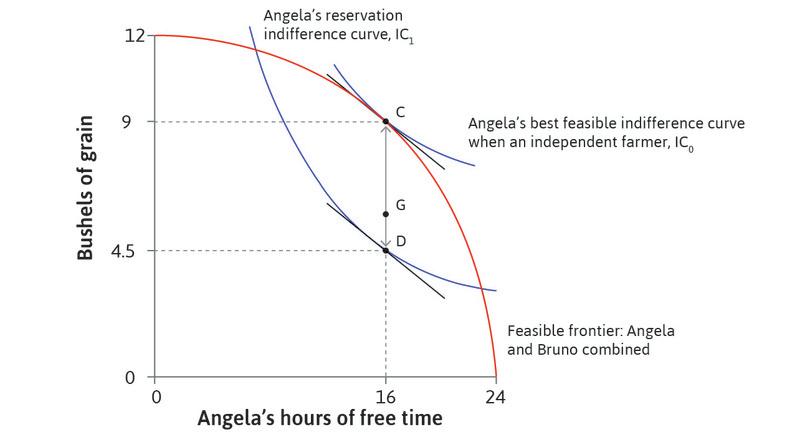 Angela’s reservation
indifference curve, IC1
12
C
9
Angela’s best feasible indifference curve
when an independent farmer, IC0
Bushels of grain
G
D
4.5
Feasible frontier: Angela
and Bruno combined
0
0
16
24
Angela’s hours of free time